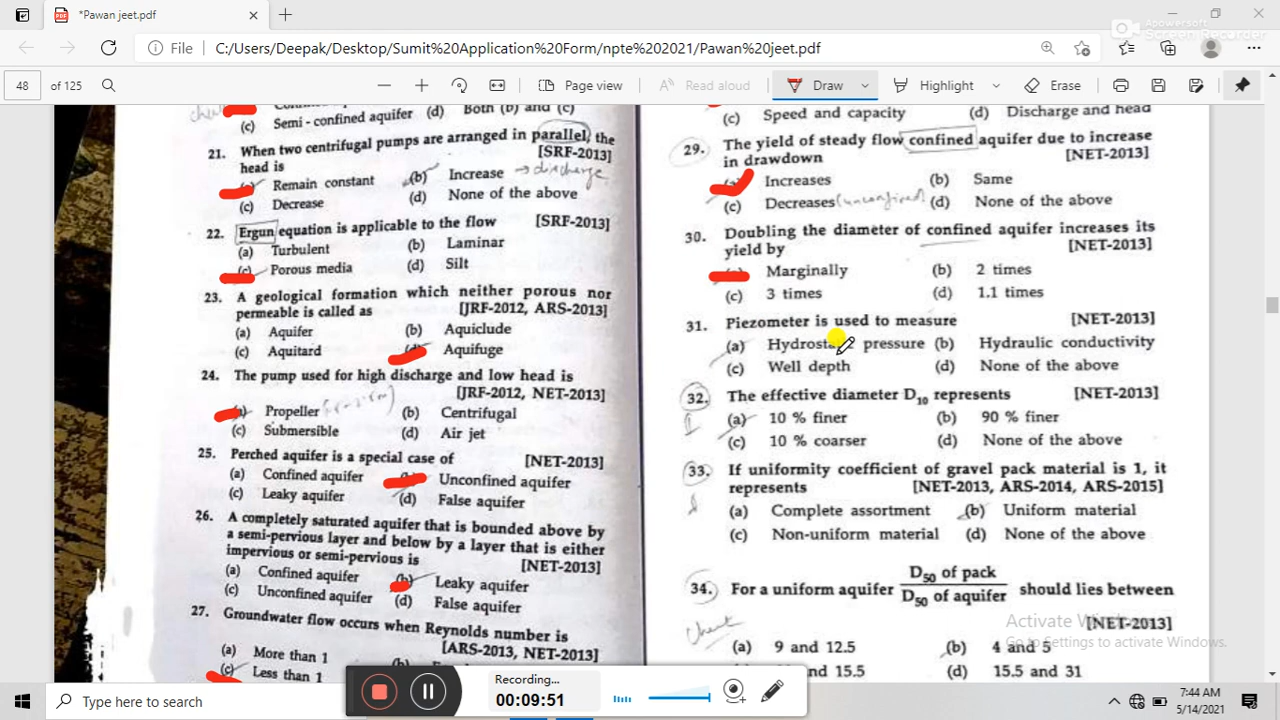 *Pawan jeet.pdf
Apowersoft
Screen Recorder
File C:/Users/Deepak/Desktop/Sumit%20Application%20Form/npte%202021/Pawan%20jeet.pdf
48 of 125 Page view Read aloud Draw Highlight Erase
(d) Both (b) and (c)
(c) Semi-confined aquifer
21. When two centrifugal pumps are arranged in parallel, the
head is [SRF-2013]
Remain constant (b) Increase → discharge
(c) Decrease (d) None of the above
22. Ergun equation is applicable to the flow [SRF-2013]
(a) Turbulent (b) Laminar
(c) Porous media (d) Silt
23. A geological formation which neither porous nor
permeable is called as [JRF-2012, ARS-2013]
(a) Aquifer (b) Aquiclude
(c) Aquitard (d) Aquifuge
24. The pump used for high discharge and low head is
[JRF-2012, NET-2013]
Propeller (b) Centrifugal
(c) Submersible (d) Air jet
25. Perched aquifer is a special case of [NET-2013]
(a) Confined aquifer Unconfined aquifer
(c) Leaky aquifer (d) False aquifer
26. A completely saturated aquifer that is bounded above by
a semi-pervious layer and below by a layer that is either
impervious or semi-pervious is [NET-2013]
(a) Confined aquifer (b) Leaky aquifer
(c) Unconfined aquifer (d) False aquifer
27. Groundwater flow occurs when Reynolds number is
[ARS-2013, NET-2013]
(a) More than 1
(c) Less than 1
(c) Speed and capacity (d) Discharge and head
29. The yield of steady flow confined aquifer due to increase
in drawdown [NET-2013]
Increases (b) Same
(c) Decreases (unconfined) (d) None of the above
30. Doubling the diameter of confined aquifer increases its
yield by [NET-2013]
Marginally (b) 2 times
(c) 3 times (d) 1.1 times
31. Piezometer is used to measure [NET-2013]
(a) pressure (b) Hydraulic conductivity
(c) Well depth (d) None of the above
32. The effective diameter D10 represents [NET-2013]
(a) 10 % finer (b) 90 % finer
(c) 10 % coarser (d) None of the above
33. If uniformity coefficient of gravel pack material is 1, it
represents [NET-2013, ARS-2014, ARS-2015]
(a) Complete assortment (b) Uniform material
(c) Non-uniform material (d) None of the above
34. For a uniform aquifer D50 of pack / D50 of aquifer should lies between
[NET-2013]
check
(a) 9 and 12.5 (b) 4 and 5
and 15.5 (d) 15.5 and 31
Activate Windows
Go to Settings to activate Windows.
Recording...
00:09:51
Type here to search
7:44 AM
5/14/2021